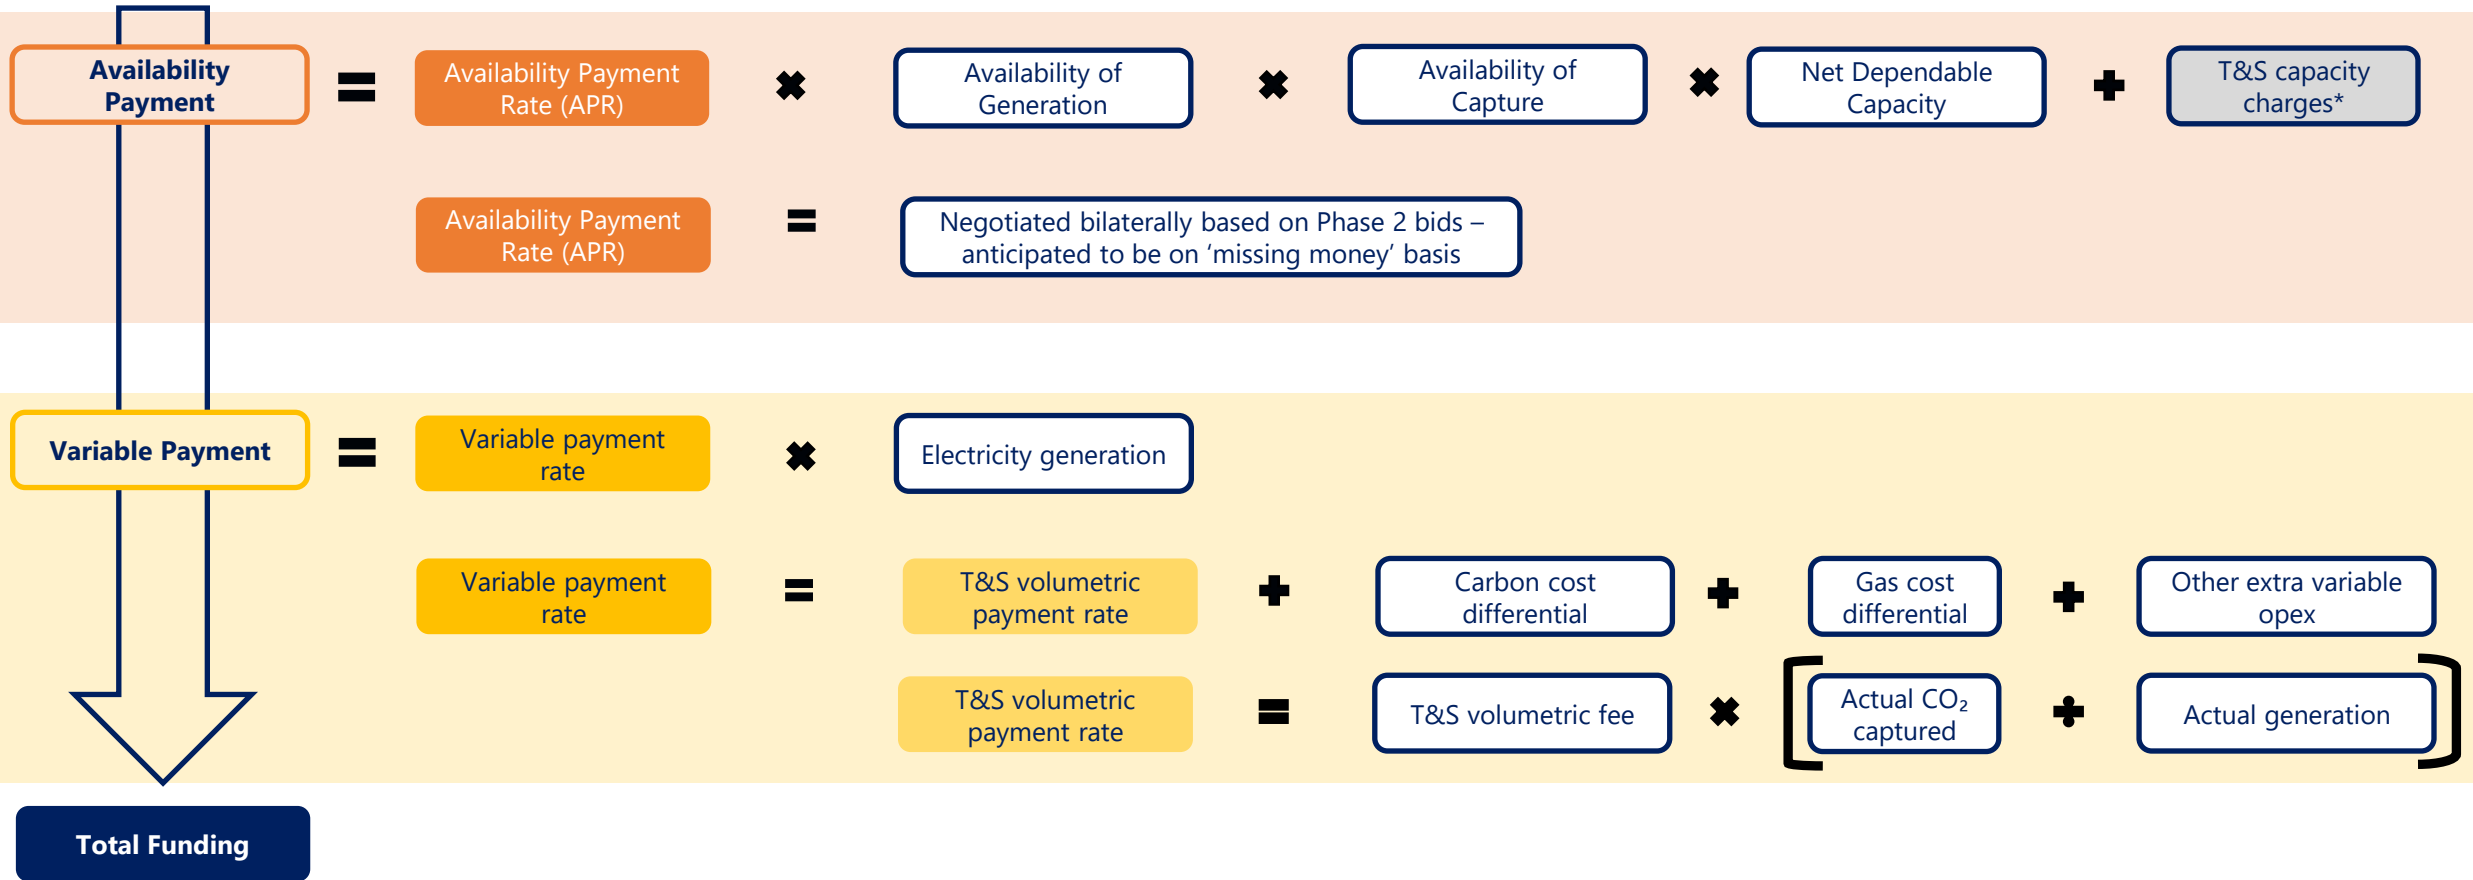 Availability
Payment
=
Availability Payment
Rate (APR)
×
Availability of
Generation
×
Availability of
Capture
×
Net Dependable
Capacity
+
T&S capacity
charges*
Availability Payment
Rate (APR)
=
Negotiated bilaterally based on Phase 2 bids –
anticipated to be on ‘missing money’ basis
Variable Payment
=
Variable payment
rate
×
Electricity generation
Variable payment
rate
=
T&S volumetric
payment rate
+
Carbon cost
differential
+
Gas cost
differential
+
Other extra variable
opex
T&S volumetric
payment rate
=
T&S volumetric fee
×
[
Actual CO₂
captured
÷
Actual generation
]
Total Funding